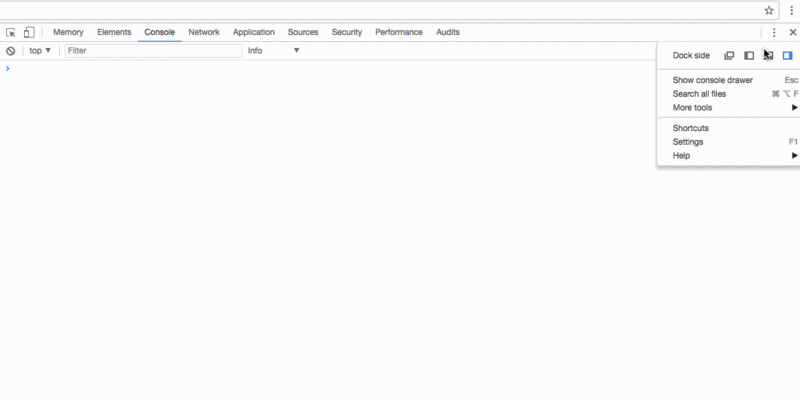 Memory Elements Console Network Application Sources Security Performance Audits
top ▼ Filter Info ▼
Dock side
Show console drawer Esc
Search all files ⌘ ⌥ F
More tools ▶
Shortcuts
Settings F1
Help ▶